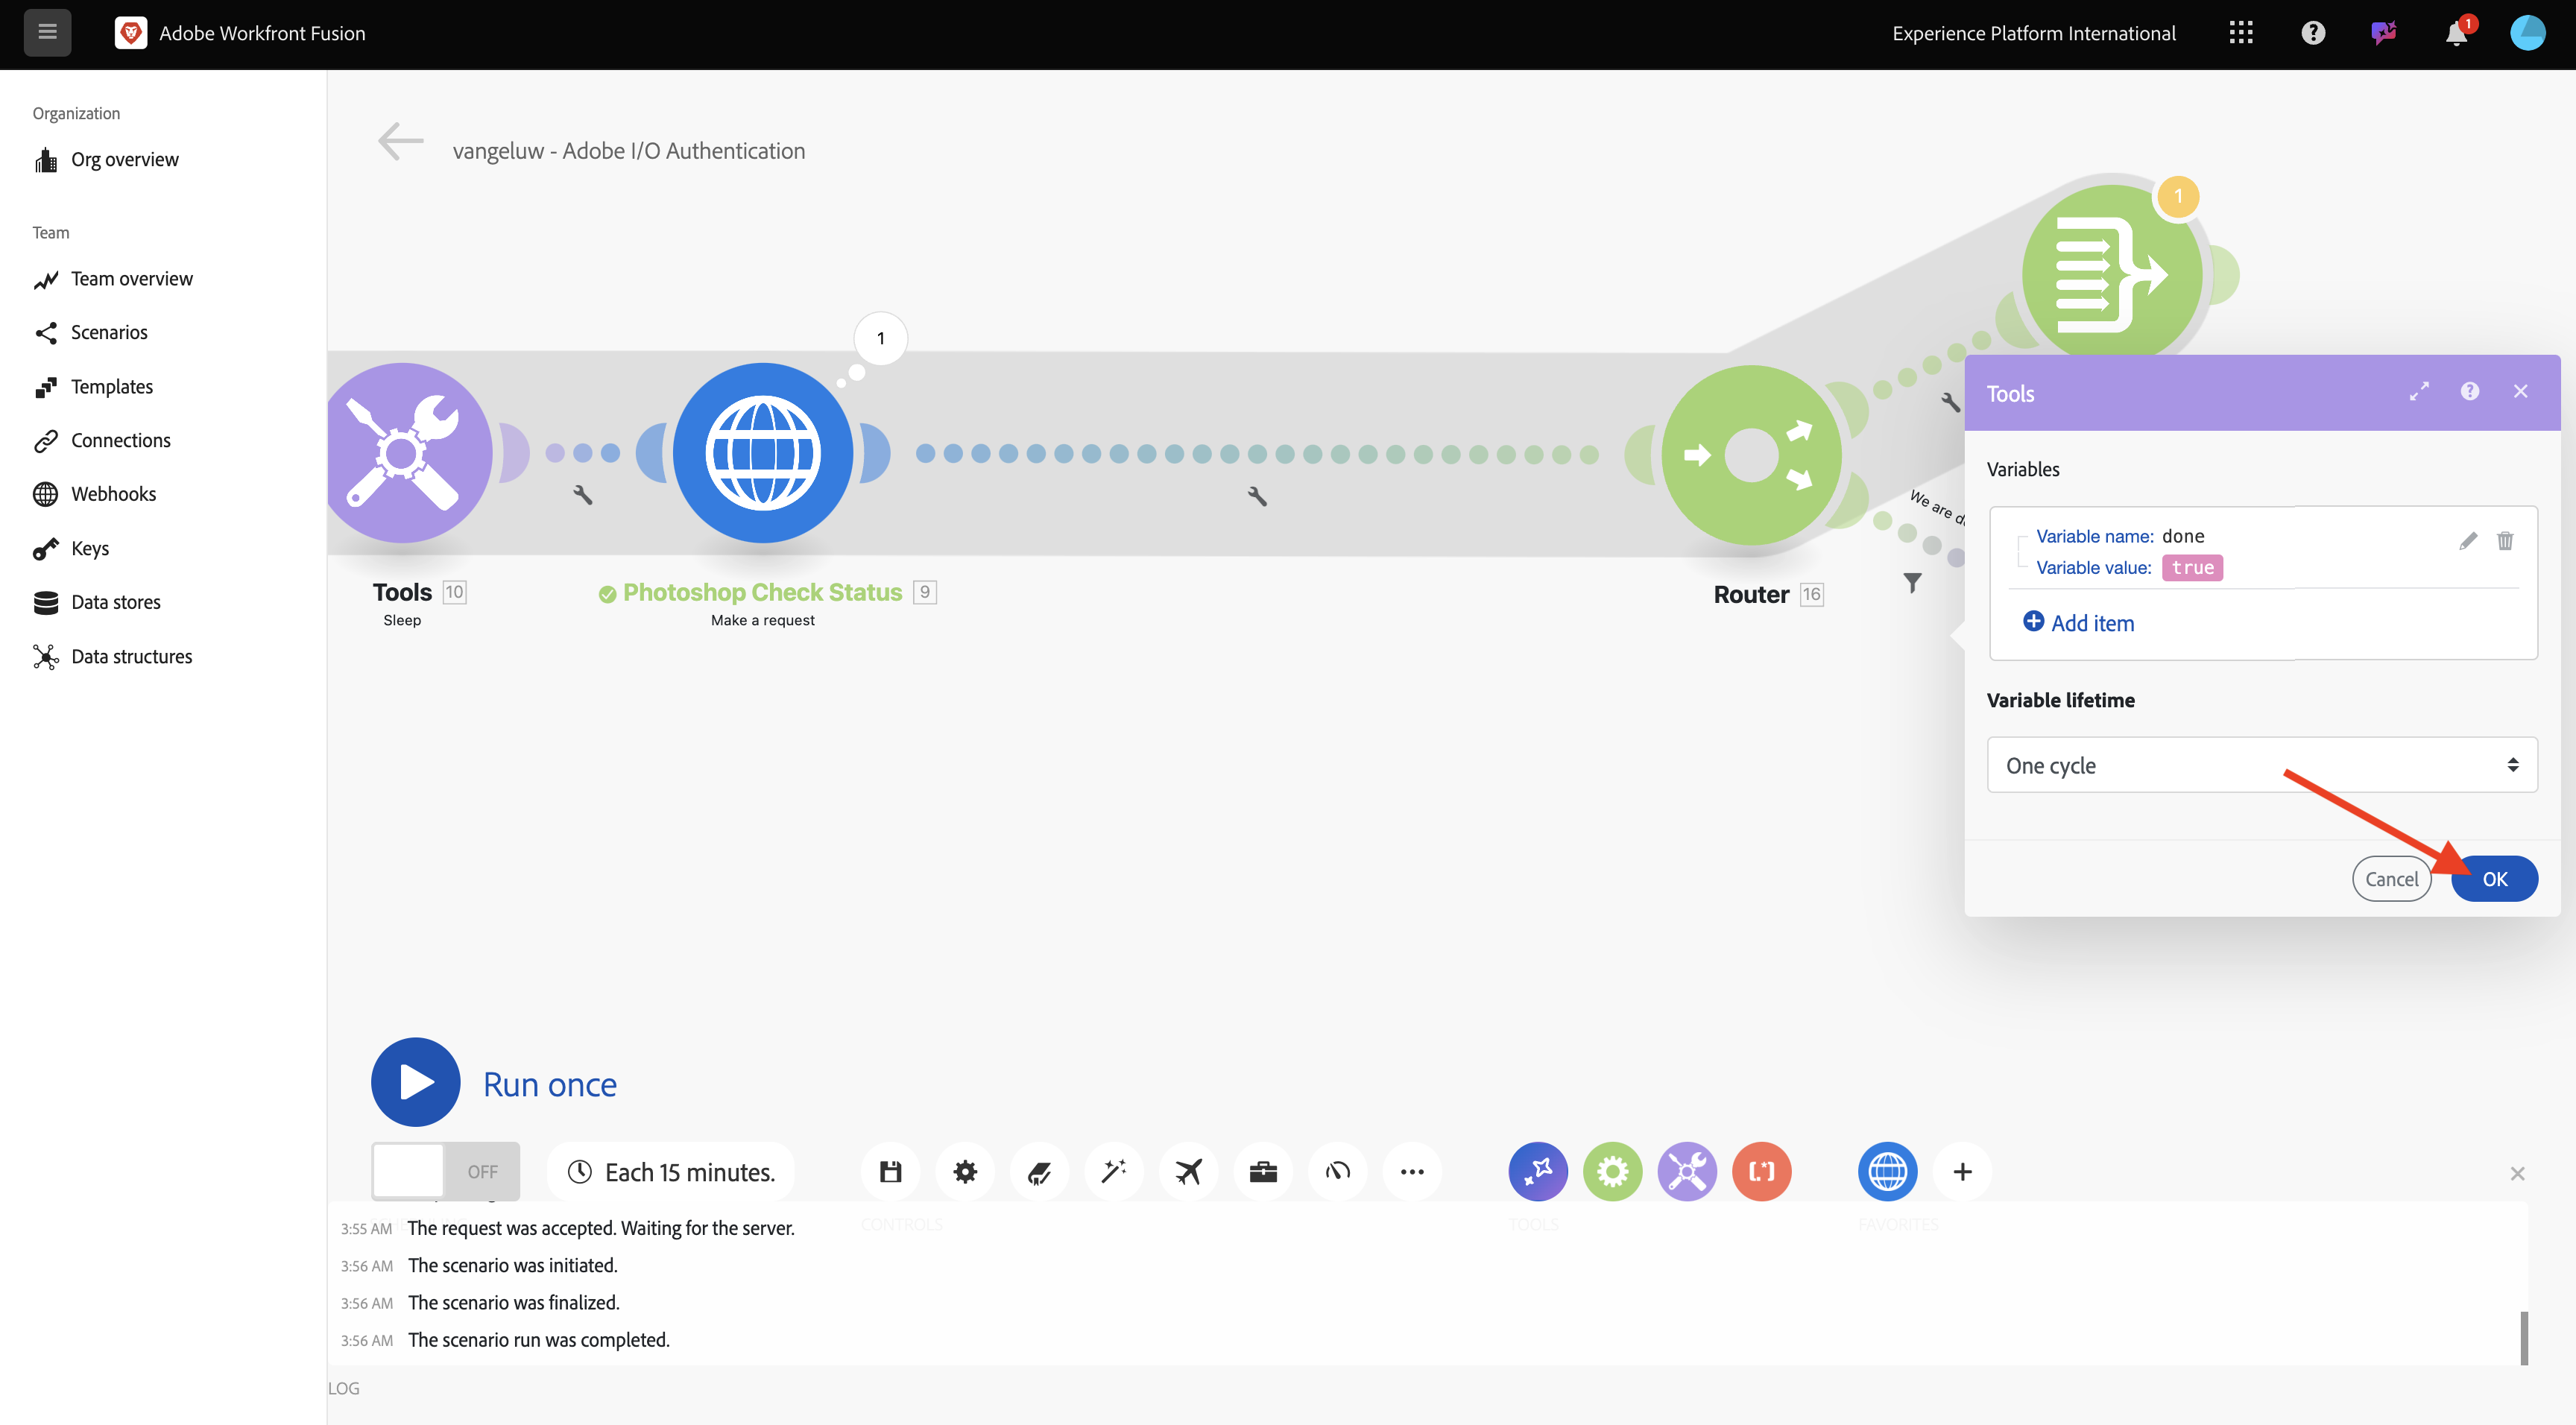 Adobe Workfront Fusion
Experience Platform International
1
Organization
Org overview
Team
Team overview
Scenarios
Templates
Connections
Webhooks
Keys
Data stores
Data structures
vangeluw - Adobe I/O Authentication
1
1
Tools 10
Sleep
Photoshop Check Status 9
Make a request
Router 16
We are
Tools
Variables
Variable name: done
Variable value: true
Add item
Variable lifetime
One cycle
Cancel
OK
Run once
OFF
Each 15 minutes.
CONTROLS
TOOLS
FAVORITES
3:55 AM The request was accepted. Waiting for the server.
3:56 AM The scenario was initiated.
3:56 AM The scenario was finalized.
3:56 AM The scenario run was completed.
LOG